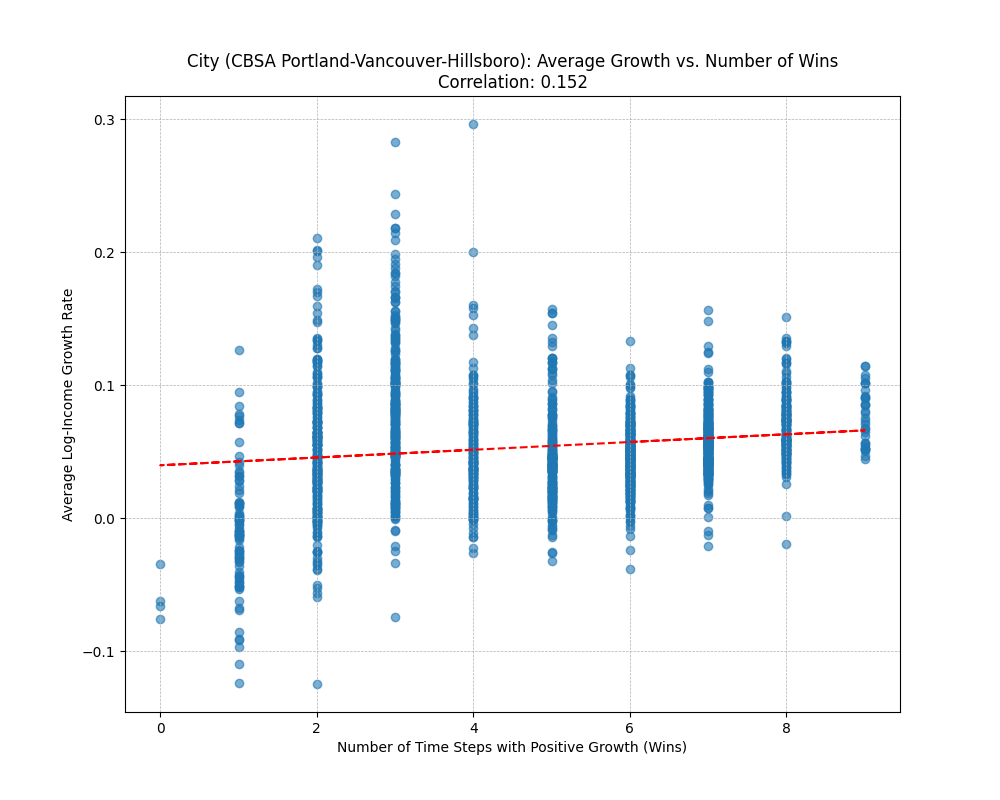 City (CBSA Portland-Vancouver-Hillsboro): Average Growth vs. Number of Wins
Correlation: 0.152
0.3
0.2
0.1
0.0
−0.1
Average Log-Income Growth Rate
0 2 4 6 8
Number of Time Steps with Positive Growth (Wins)